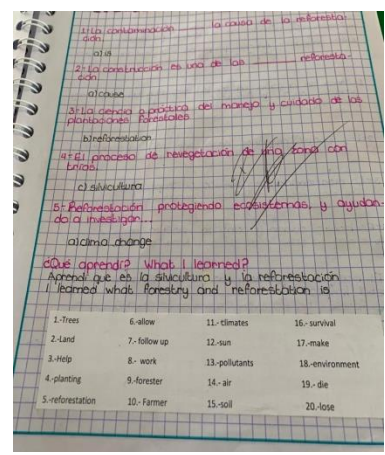 1.-La contaminación ____ la causa de la reforesta-
ción.
a) is
2.-La construcción es una de las ____ reforesta-
ción
a) cause
3.-La ciencia o práctica del manejo y cuidado de las
plantaciones forestales
b) reforestation
4.-El proceso de revegetación de una zona con
c) silvicultura
5.-Reforestación protegiendo ecosistemas, y ayudan-
do a investigan...
a) clima change
¿Qué aprendí? What I learned?
Aprendí que es la silvicultura y la reforestación
I learned what forestry and reforestation is
1.-Trees 6.-allow 11.- climates 16.- survival
2.-Land 7.- follow up 12.-sun 17.-make
3.-Help 8.- work 13.-pollutants 18.-environment
4.-planting 9.-forester 14.- air 19.- die
5.-reforestation 10.- Farmer 15.-soil 20.-lose